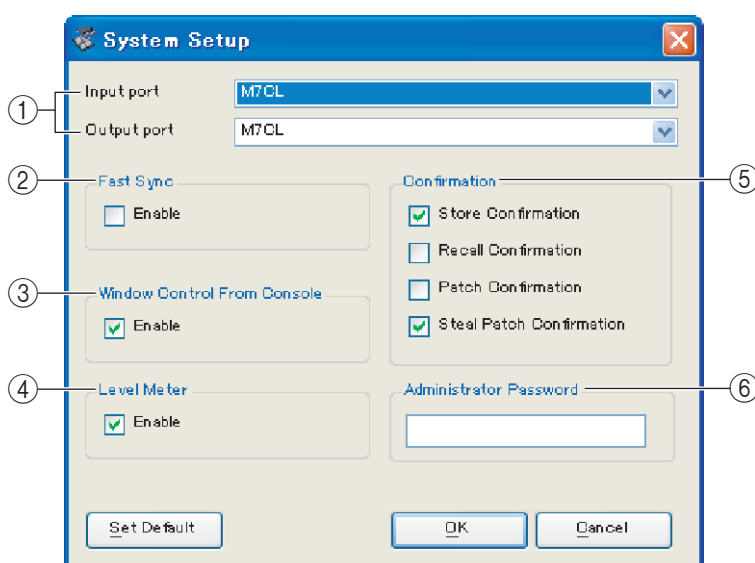 System Setup
① Input port M7CL
Output port M7CL
② Fast Sync
Enable
③ Window Control From Console
Enable
④ Level Meter
Enable
Confirmation ⑤
Store Confirmation
Recall Confirmation
Patch Confirmation
Steal Patch Confirmation
Administrator Password ⑥
Set Default
OK
Cancel